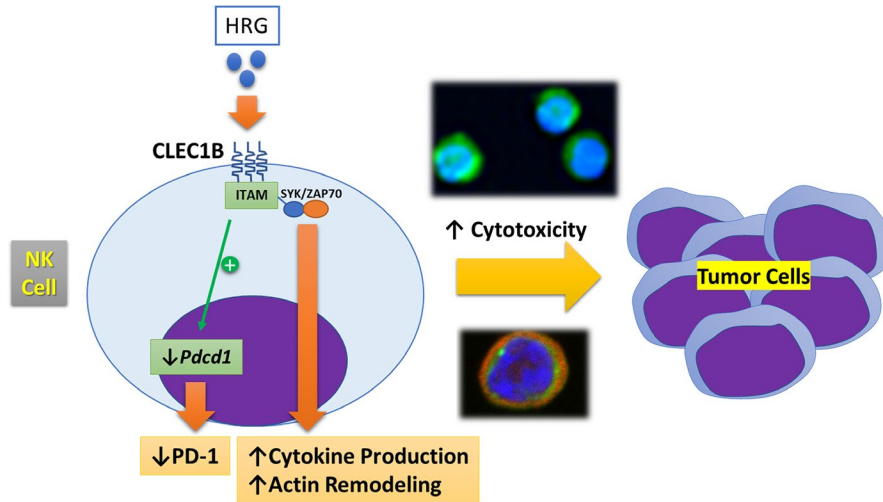 HRG
CLEC1B
ITAM
SYK/ZAP70
NK
Cell
+
↓Pdcd1
↓PD-1
↑Cytokine Production
↑Actin Remodeling
↑ Cytotoxicity
Tumor Cells